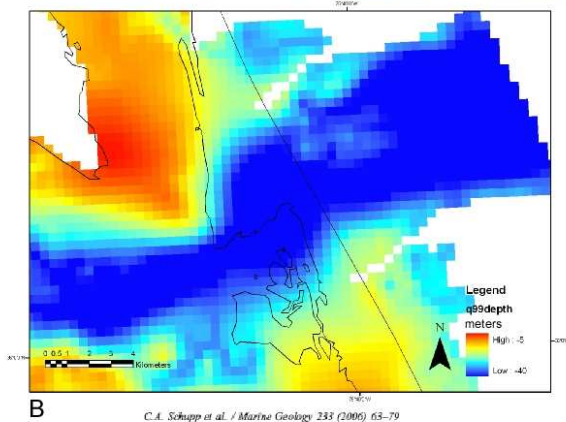 Legend
q99depth
meters
High : -5
Low : -40
N
0 0.5 1 2 3 4
Kilometers
B
C.A. Schupp et al. / Marine Geology 233 (2006) 63–79